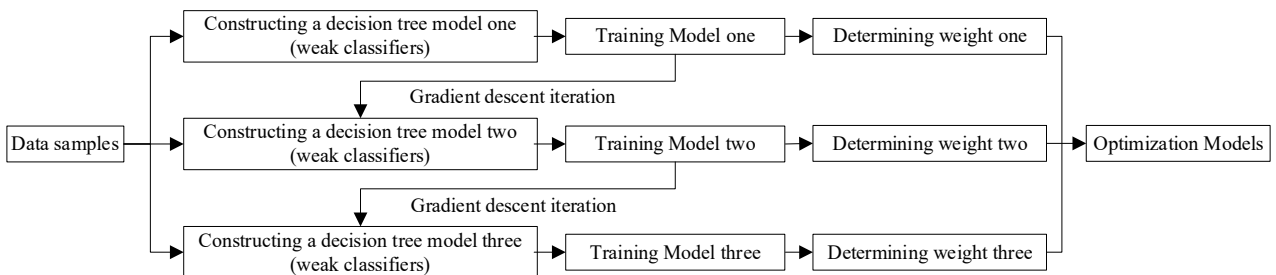 Constructing a decision tree model one
(weak classifiers)
Training Model one
Determining weight one
Gradient descent iteration
Data samples
Constructing a decision tree model two
(weak classifiers)
Training Model two
Determining weight two
Optimization Models
Gradient descent iteration
Constructing a decision tree model three
(weak classifiers)
Training Model three
Determining weight three